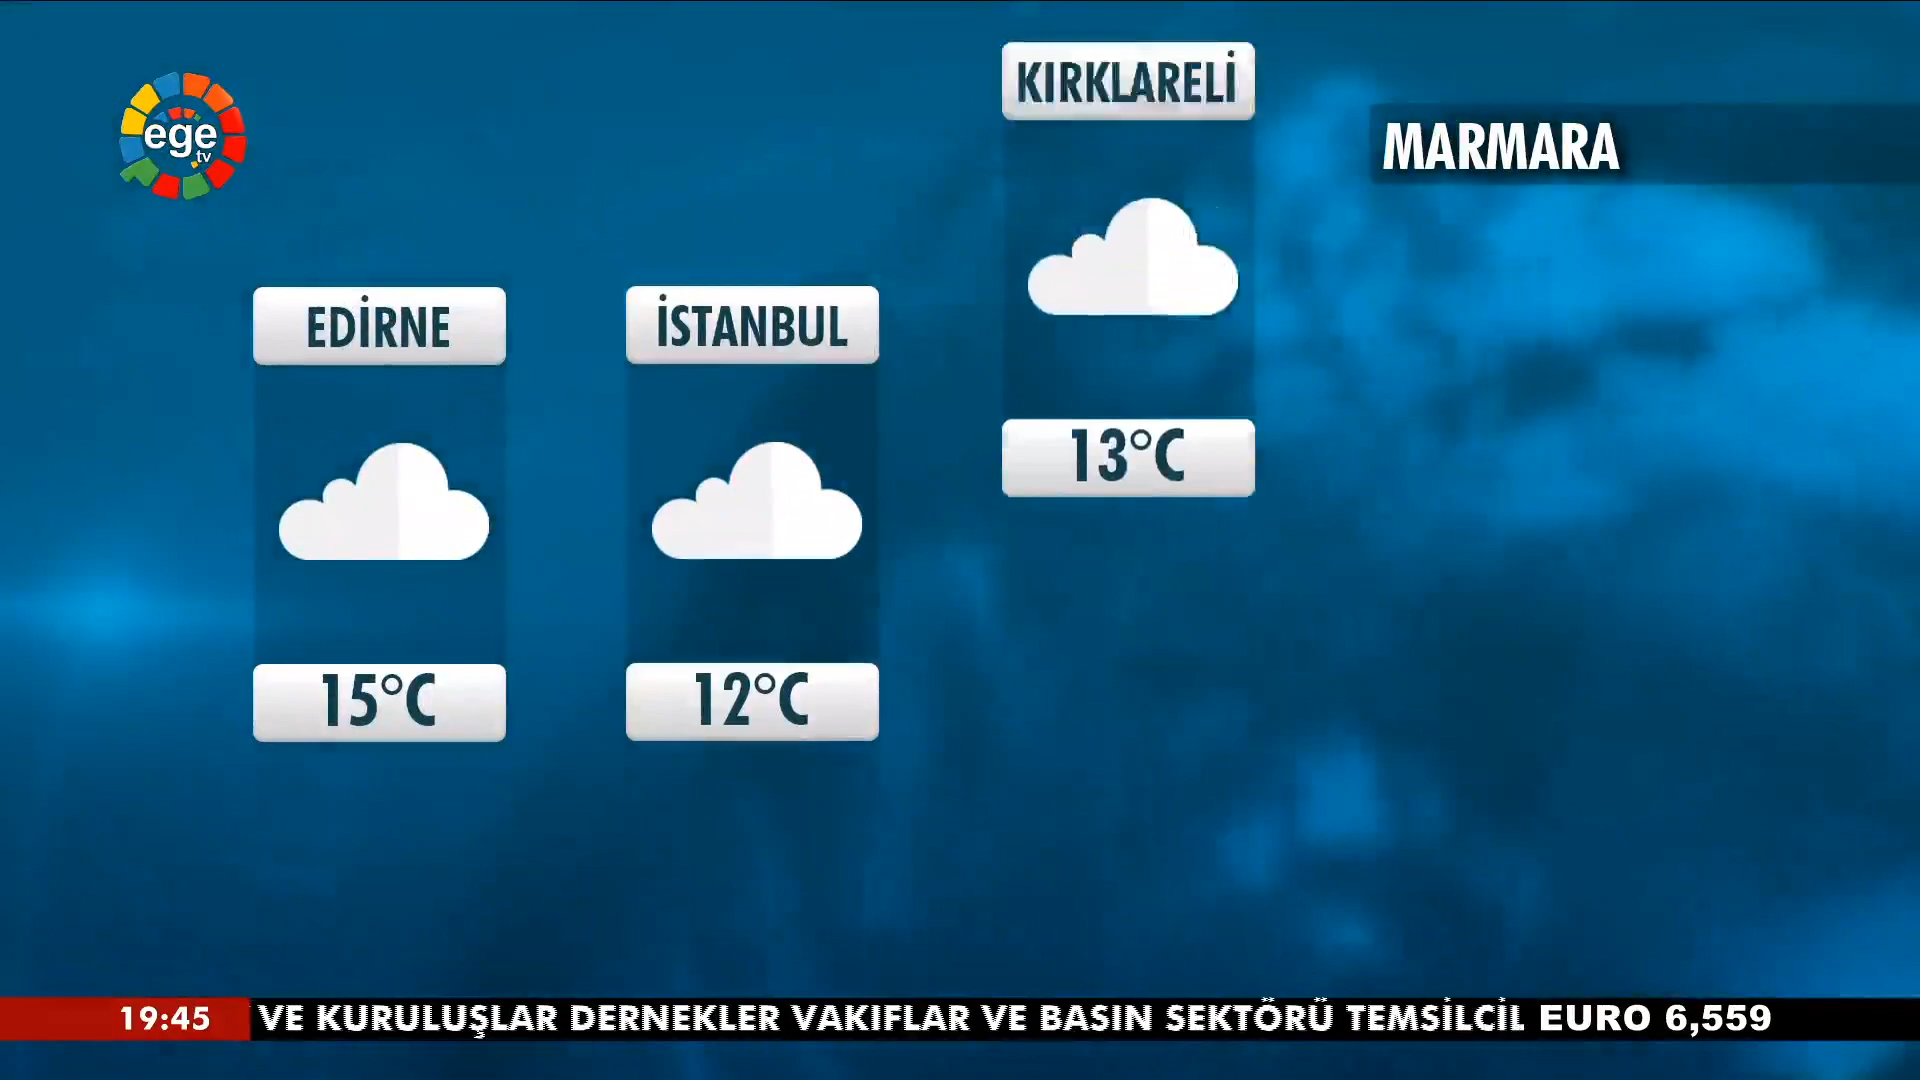 ege
tv
KIRKLARELİ
MARMARA
EDİRNE
İSTANBUL
13°C
15°C
12°C
19:45
VE KURULUŞLAR DERNEKLER VAKIFLAR VE BASIN SEKTÖRÜ TEMSİLCİL EURO 6,559